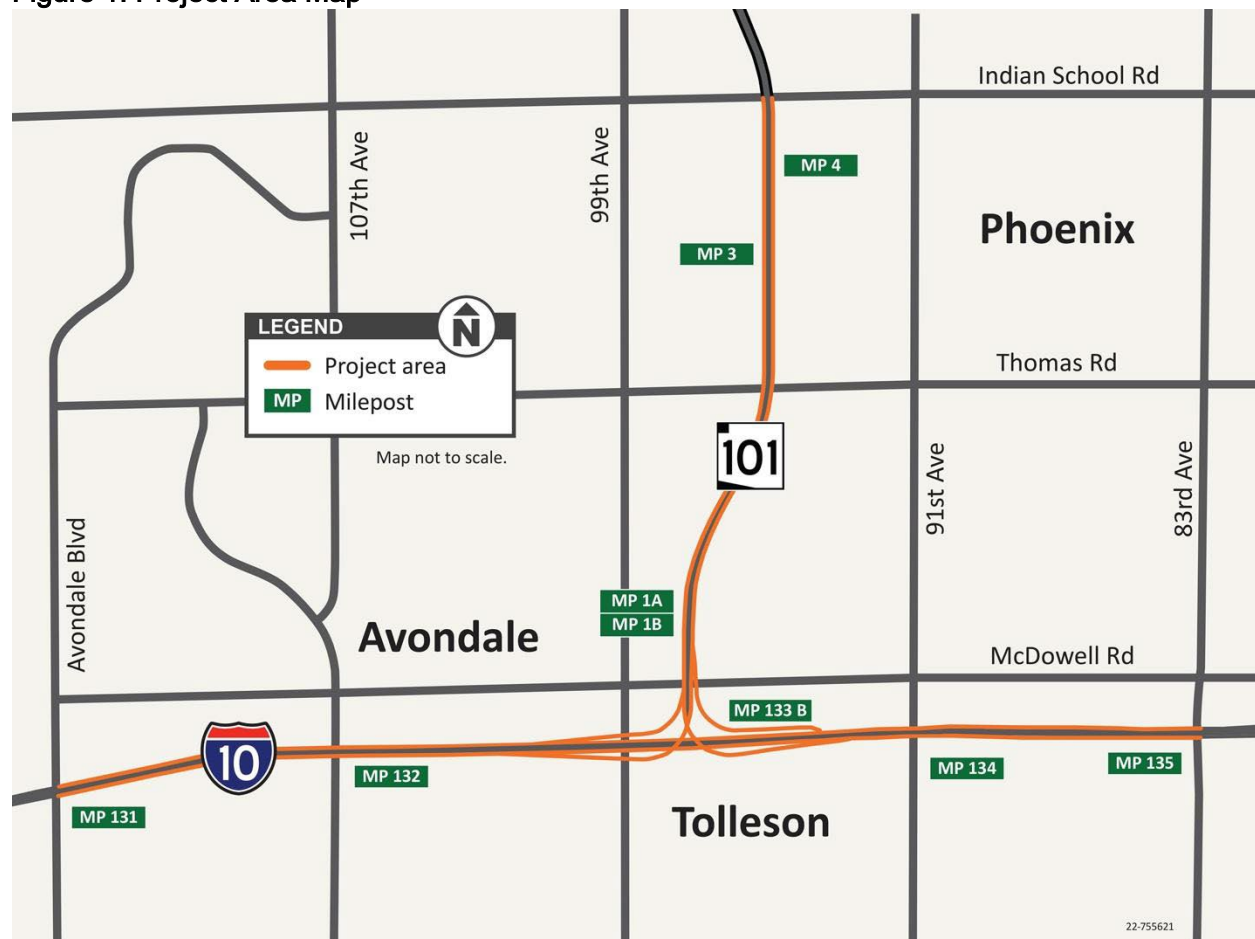 Indian School Rd
107th Ave
99th Ave
MP 4
Phoenix
MP 3
LEGEND
N
Project area
MP Milepost
Map not to scale.
Thomas Rd
101
91st Ave
83rd Ave
Avondale Blvd
MP 1A
MP 1B
Avondale
McDowell Rd
MP 133 B
10
MP 132
MP 134
MP 135
MP 131
Tolleson
22-755621